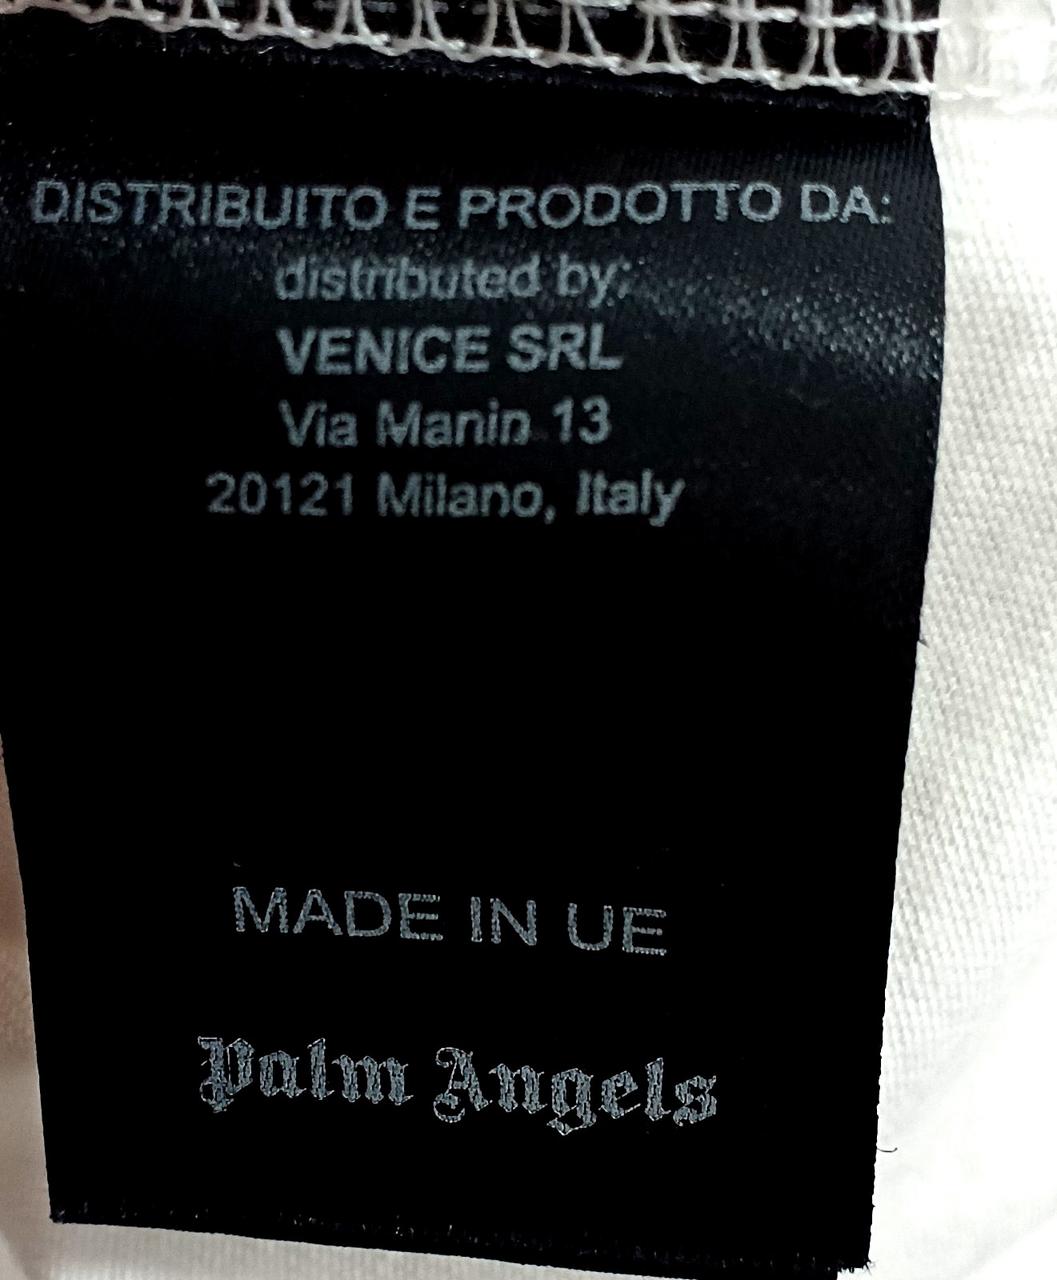 DISTRIBUITO E PRODOTTO DA:
distributed by:
VENICE SRL
Via Manin 13
20121 Milano, Italy
MADE IN UE
Palm Angels